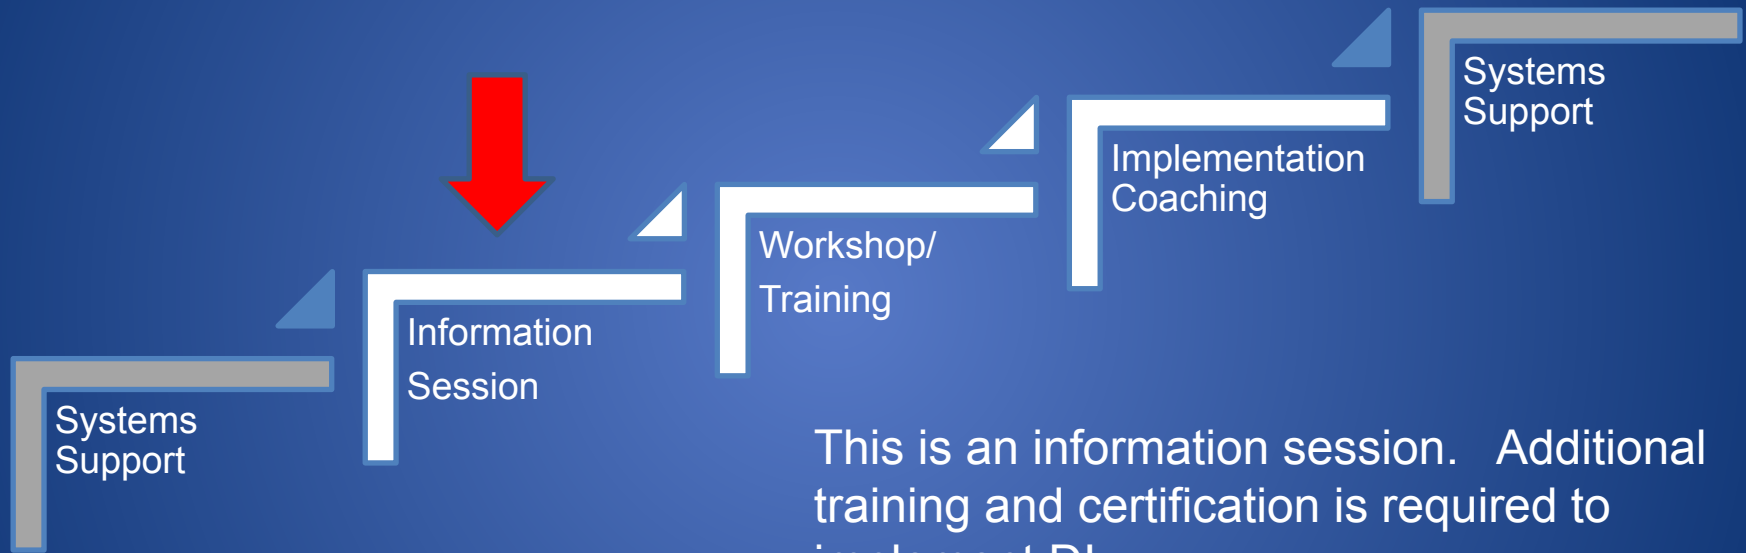 Systems
Support
Information
Session
Workshop/
Training
Implementation
Coaching
Systems
Support
This is an information session. Additional
training and certification is required to